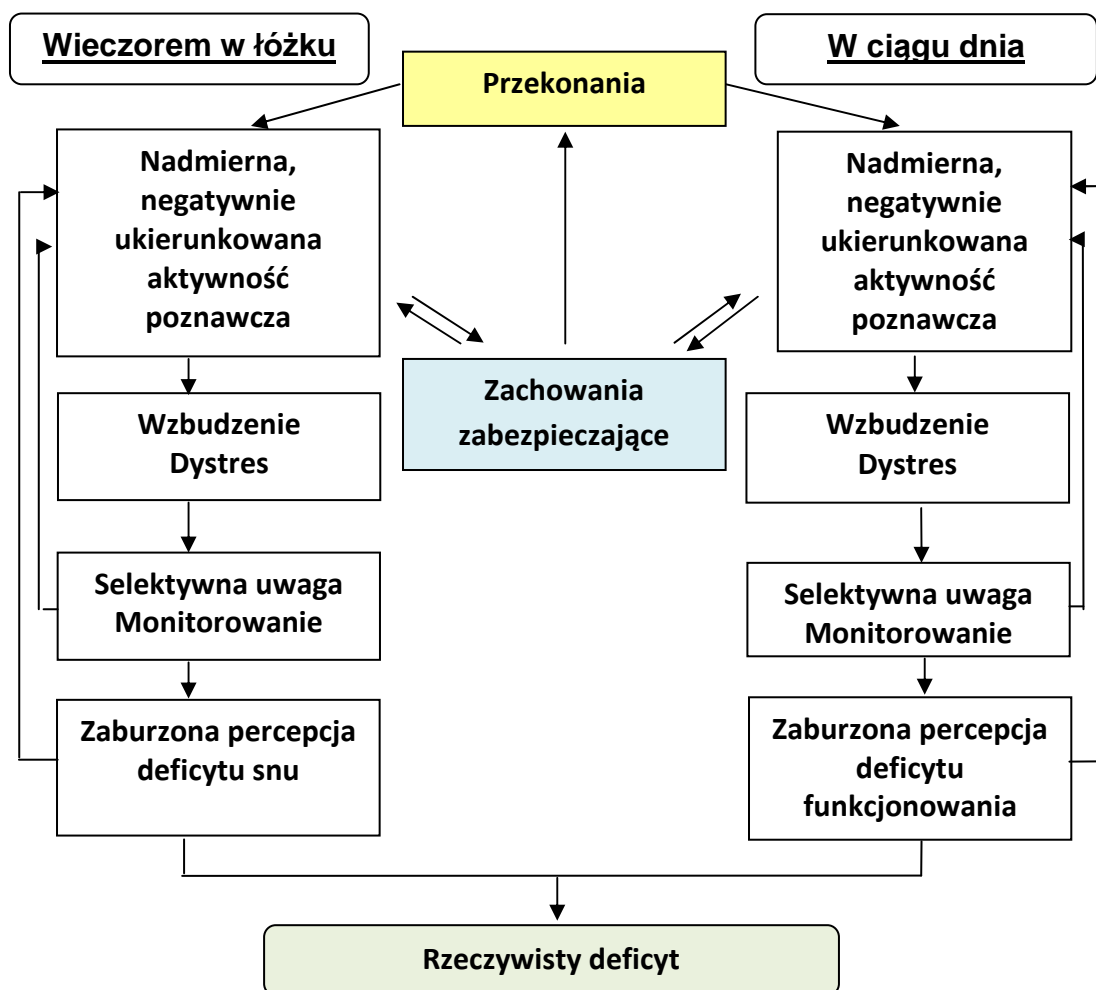 Wieczorem w łóżku
W ciągu dnia
Przekonania
Nadmierna,
negatywnie
ukierunkowana
aktywność
poznawcza
Nadmierna,
negatywnie
ukierunkowana
aktywność
poznawcza
Zachowania
zabezpieczające
Wzbudzenie
Dystres
Wzbudzenie
Dystres
Selektywna uwaga
Monitorowanie
Selektywna uwaga
Monitorowanie
Zaburzona percepcja
deficytu snu
Zaburzona percepcja
deficytu
funkcjonowania
Rzeczywisty deficyt